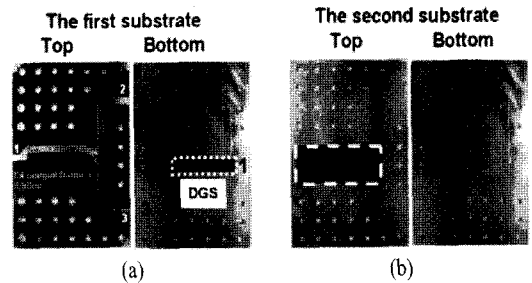 The first substrate
Top Bottom
2
1
1
DGS
3
(a)
The second substrate
Top Bottom
(b)